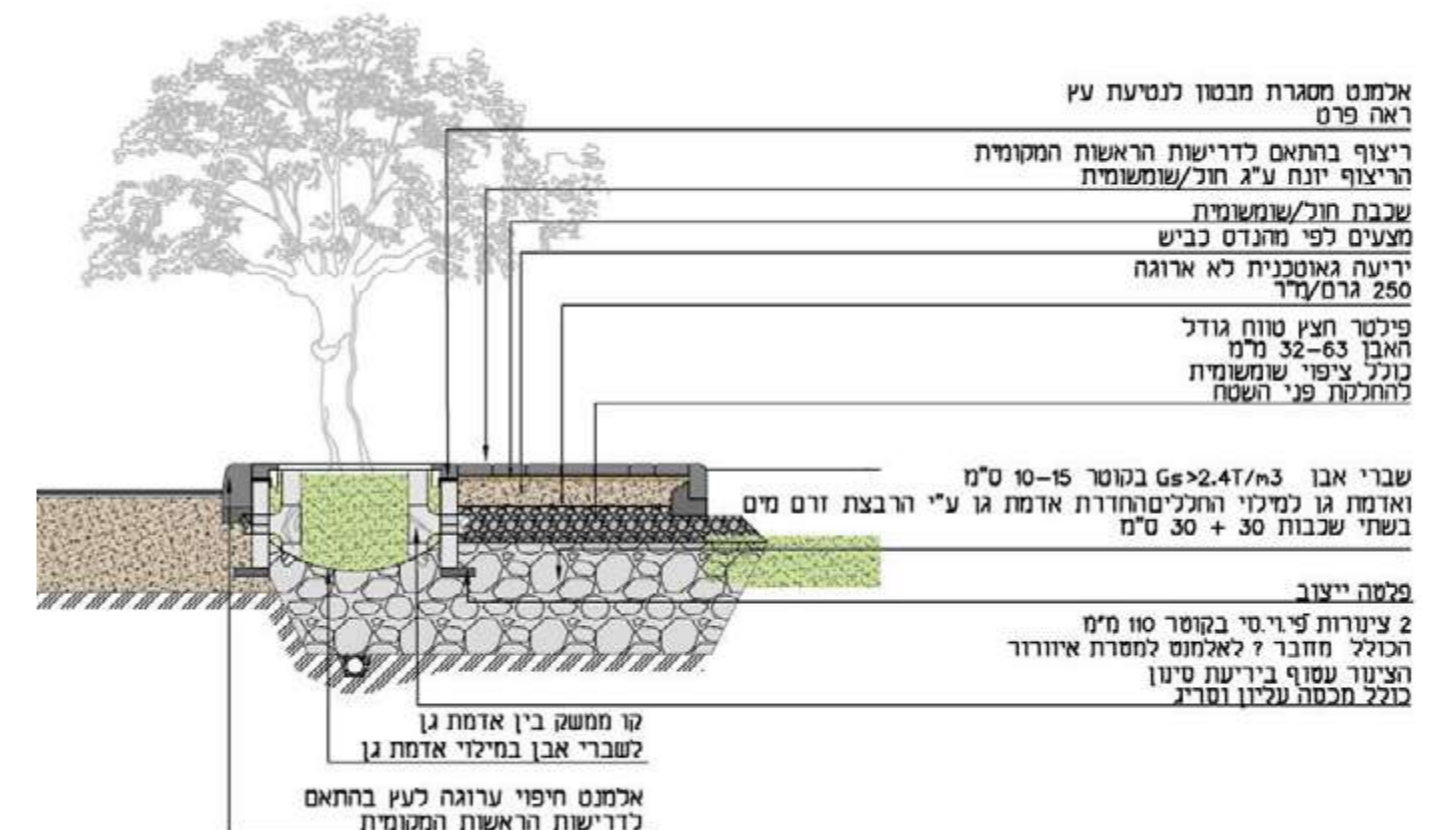 אלמנט מסגרת מבטון לנטיעת עץ
ראה פרט
ריצוף בהתאם לדרישות הראשות המקומית
הריצוף יונח ע"ג חול/שומשומית
שכבת חול/שומשומית
מצעים לפי מהנדס כביש
יריעה גאוטכנית לא ארוגה
250 גרם/מ"ר
פילטר חצץ טווח גודל
האבן 32-63 מ"מ
כולל ציפוי שומשומית
להחלקת פני השטח
שברי אבן Gs>2.4T/m3 בקוטר 10-15 ס"מ
ואדמת גן למילוי החלליםהחדרת אדמת גן ע"י הרבצת זרם מים
בשתי שכבות 30 + 30 ס"מ
פלטה ייצוב
2 צינורות פי.וי.סי בקוטר 110 מ"מ
הכולל מחבר ? לאלמנט למטרת איוורור
הצינור עטוף ביריעת סינון
כולל מכסה עליון וסריג
קו ממשק בין אדמת גן
לשברי אבן במילוי אדמת גן
אלמנט חיפוי ערוגה לעץ בהתאם
לדרישות הראשות המקומית